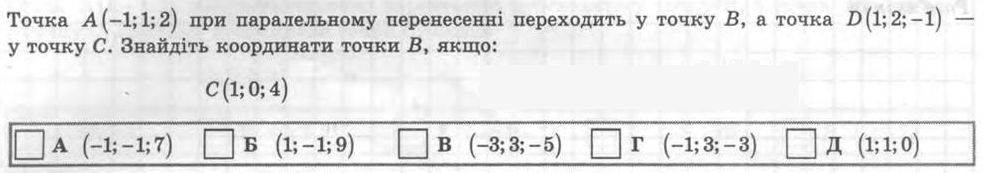 Точка A(−1; 1; 2) при паралельному перенесенні переходить у точку B, а точка D(1; 2; −1) —
у точку C. Знайдіть координати точки B, якщо:
C(1; 0; 4)
А (−1; −1; 7) Б (1; −1; 9) В (−3; 3; −5) Г (−1; 3; −3) Д (1; 1; 0)